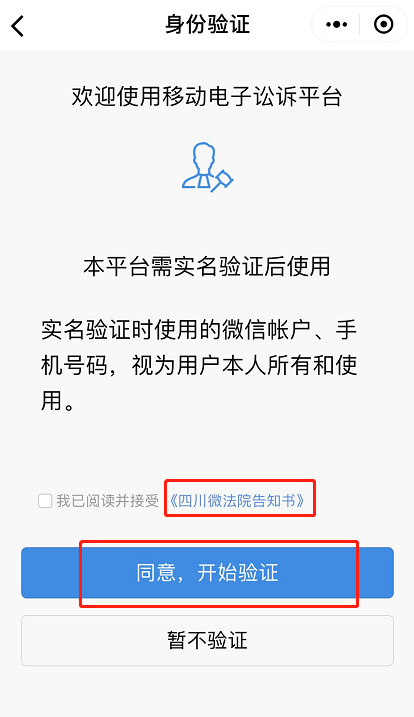 身份验证
欢迎使用移动电子讼诉平台
本平台需实名验证后使用
实名验证时使用的微信帐户、手
机号码，视为用户本人所有和使
用。
我已阅读并接受《四川微法院告知书》
同意，开始验证
暂不验证